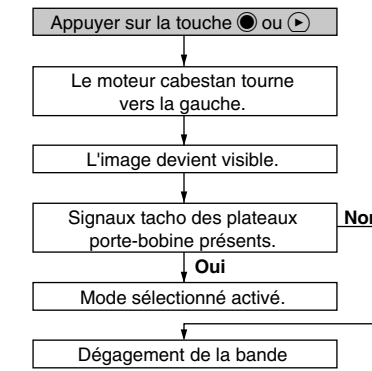 Appuyer sur la touche ou
Le moteur cabestan tourne
vers la gauche.
L'image devient visible.
Signaux tacho des plateaux
porte-bobine présents.
Oui
Mode sélectionné activé.
Dégagement de la bande